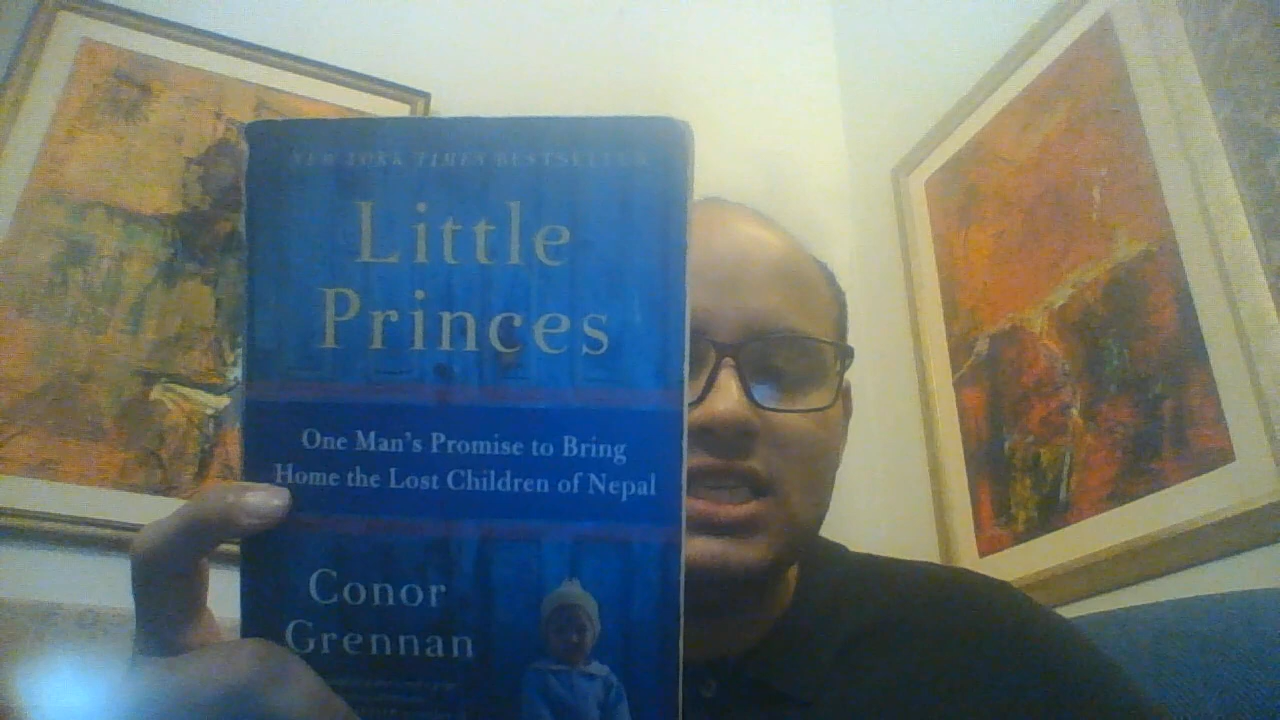 NEW YORK TIMES BESTSELLER
Little
Princes
One Man's Promise to Bring
Home the Lost Children of Nepal
Conor
Grennan